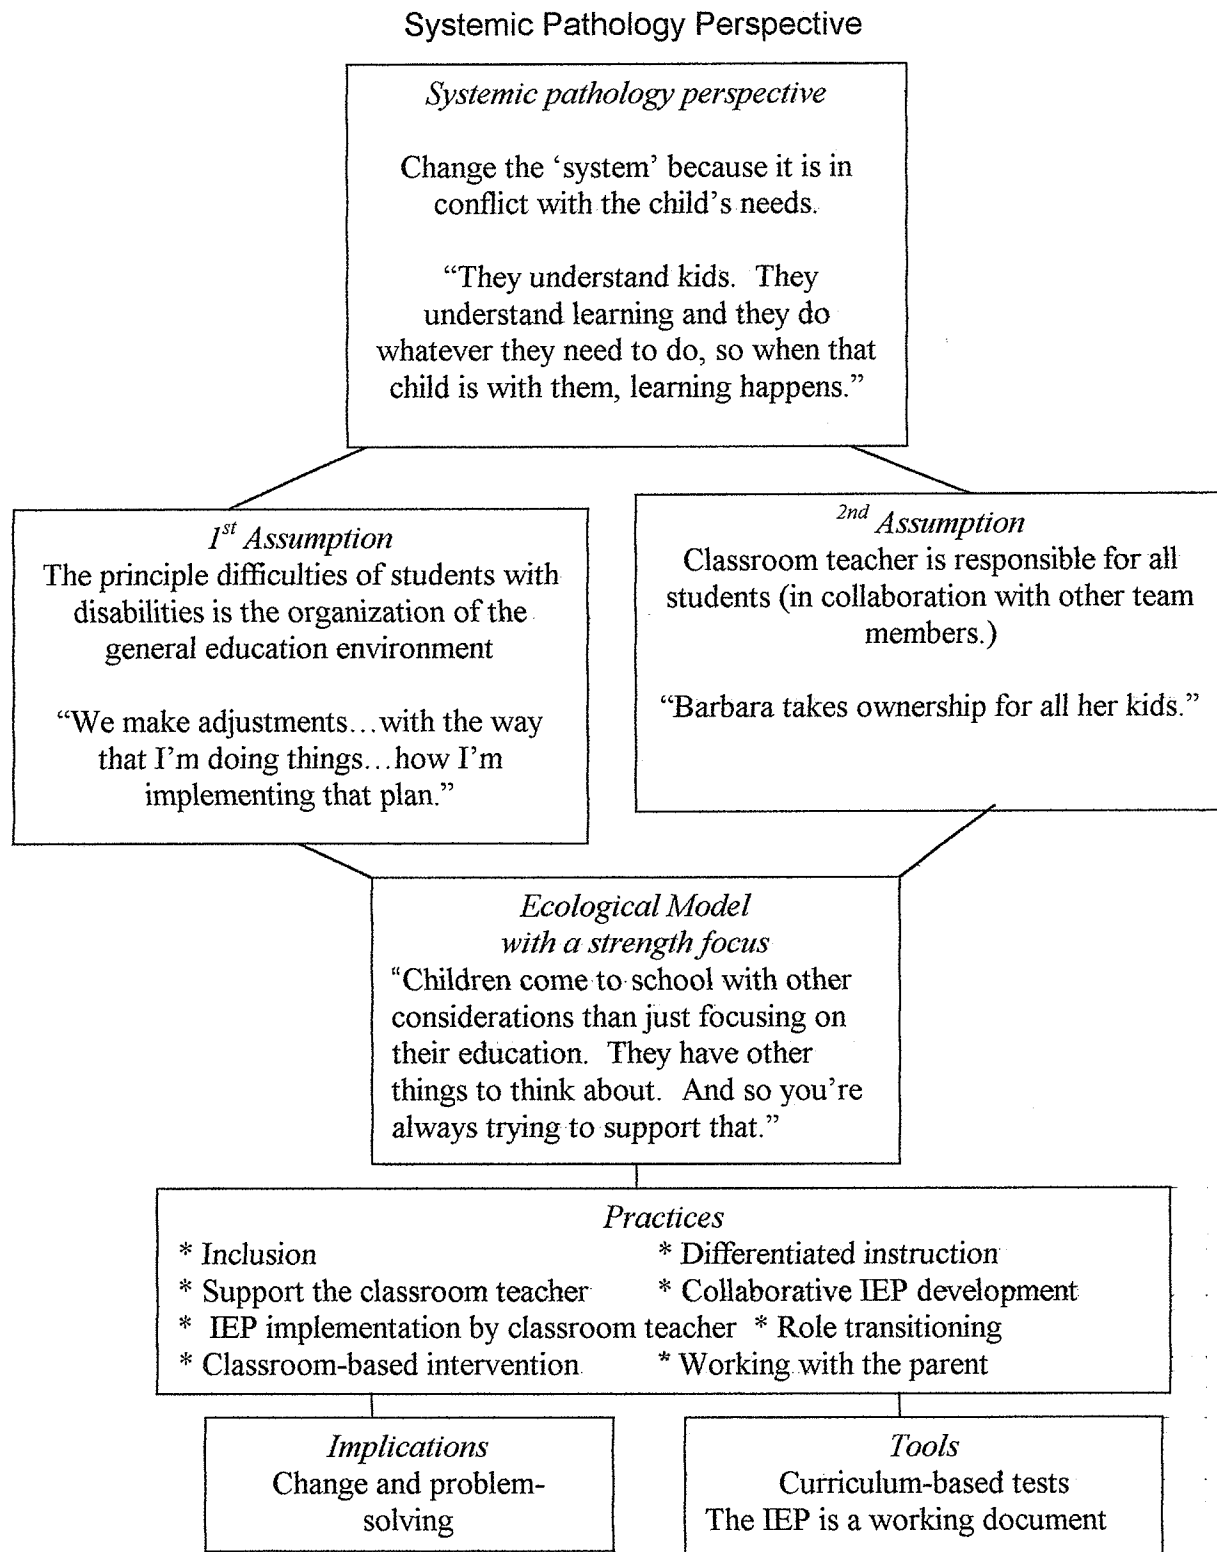 Systemic Pathology Perspective
Systemic pathology perspective
Change the ‘system’ because it is in
conflict with the child’s needs.
“They understand kids.  They
understand learning and they do
whatever they need to do, so when that
child is with them, learning happens.”
1st Assumption
The principle difficulties of students with
disabilities is the organization of the
general education environment
“We make adjustments…with the way
that I’m doing things…how I’m
implementing that plan.”
2nd Assumption
Classroom teacher is responsible for all
students (in collaboration with other team
members.)
“Barbara takes ownership for all her kids.”
Ecological Model
with a strength focus
“Children come to school with other
considerations than just focusing on
their education.  They have other
things to think about.  And so you’re
always trying to support that.”
Practices
* Inclusion * Differentiated instruction
* Support the classroom teacher * Collaborative IEP development
* IEP implementation by classroom teacher * Role transitioning
* Classroom-based intervention * Working with the parent
Implications
Change and problem-
solving
Tools
Curriculum-based tests
The IEP is a working document